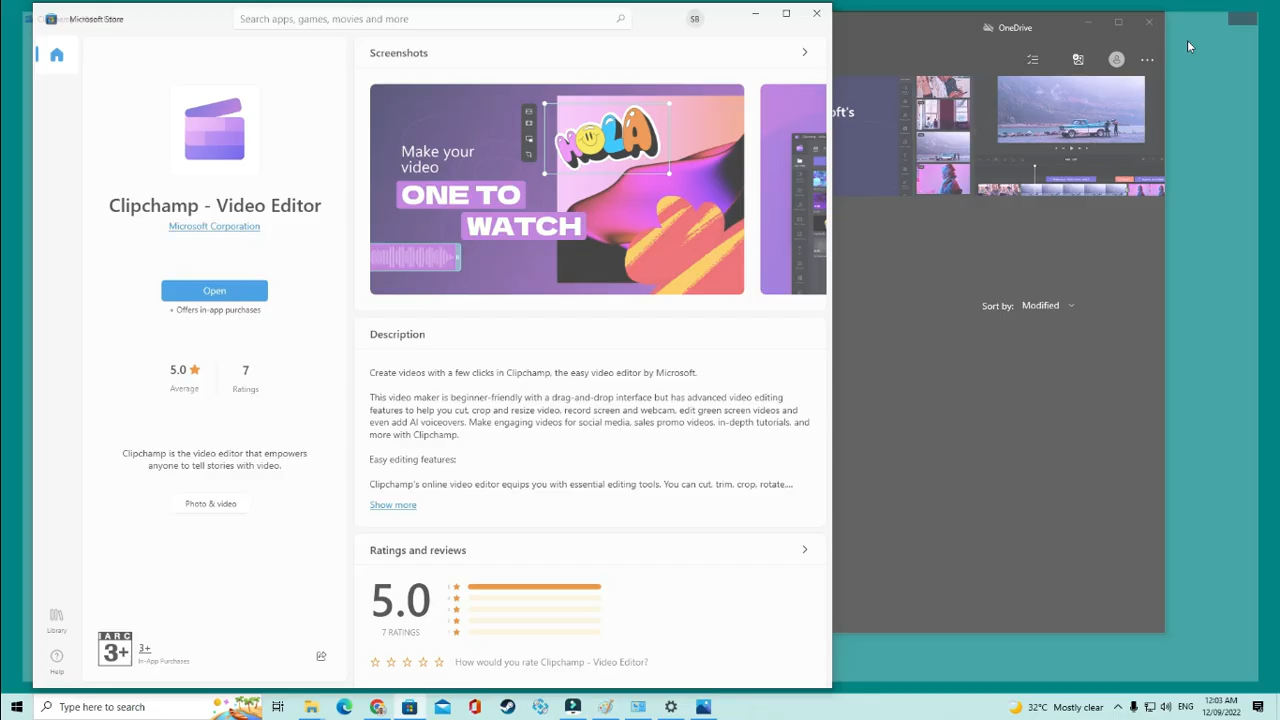 Microsoft Store
Search apps, games, movies and more
SB
OneDrive
Screenshots
Make your
video
ONE TO
WATCH
HOLA
ft's
Clipchamp - Video Editor
Microsoft Corporation
Open
+ Offers in-app purchases
5.0
Average
7
Ratings
Clipchamp is the video editor that empowers
anyone to tell stories with video.
Photo & video
IARC
3+
3+
In-App Purchases
Library
Help
Description
Create videos with a few clicks in Clipchamp, the easy video editor by Microsoft.
This video maker is beginner-friendly with a drag-and-drop interface but has advanced video editing
features to help you cut, crop and resize video, record screen and webcam, edit green screen videos and
even add AI voiceovers. Make engaging videos for social media, sales promo videos, in-depth tutorials, and
more with Clipchamp.
Easy editing features:
Clipchamp's online video editor equips you with essential editing tools. You can cut, trim, crop, rotate,...
Show more
Sort by: Modified
Ratings and reviews
5.0
7 RATINGS
How would you rate Clipchamp - Video Editor?
Type here to search
32°C Mostly clear
ENG
12:03 AM
12/09/2022